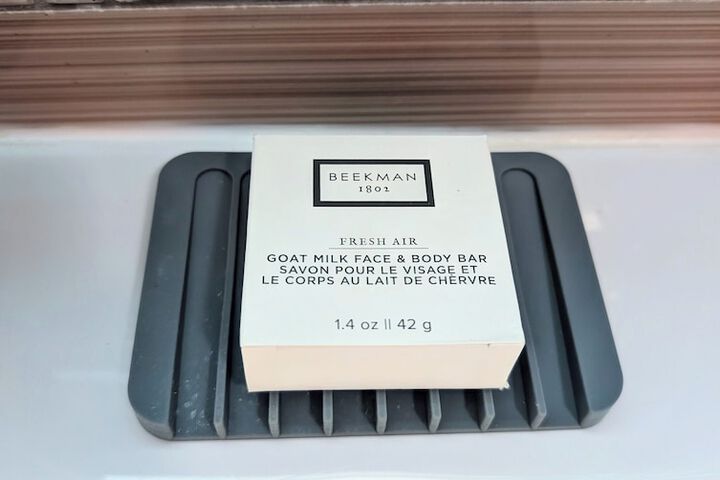 BEEKMAN
1802
FRESH AIR
GOAT MILK FACE & BODY BAR
SAVON POUR LE VISAGE ET
LE CORPS AU LAIT DE CHÈRVRE
1.4 oz || 42 g